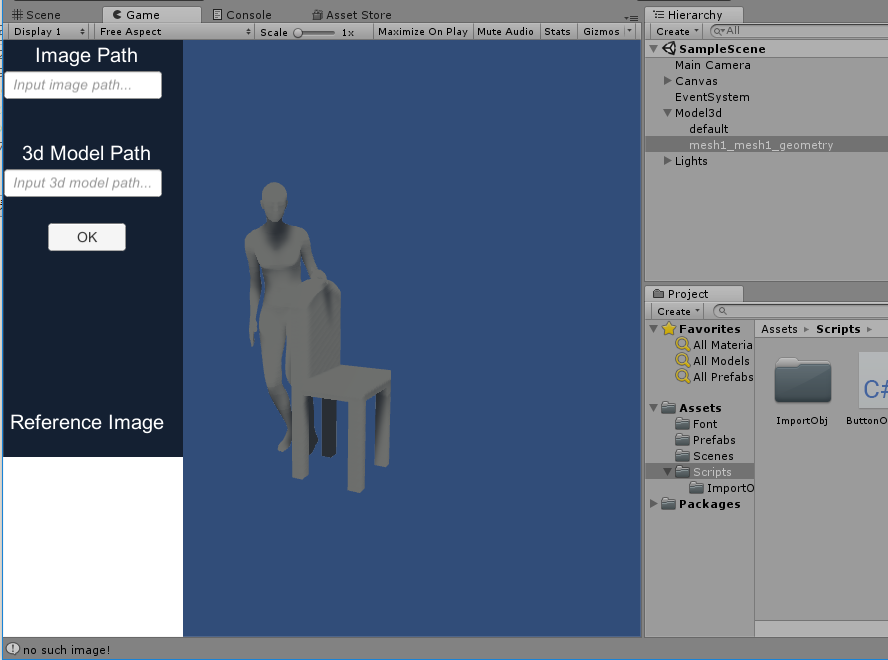 Scene Game Console Asset Store
Display 1 Free Aspect Scale 1x Maximize On Play Mute Audio Stats Gizmos
Image Path
Input image path...
3d Model Path
Input 3d model path...
OK
Reference Image
no such image!
Hierarchy
Create All
SampleScene
Main Camera
Canvas
EventSystem
Model3d
default
mesh1_mesh1_geometry
Lights
Project
Create
Favorites
All Materia
All Models
All Prefabs
Assets
Font
Prefabs
Scenes
Scripts
ImportO
Packages
Assets Scripts
C#
ImportObj ButtonO